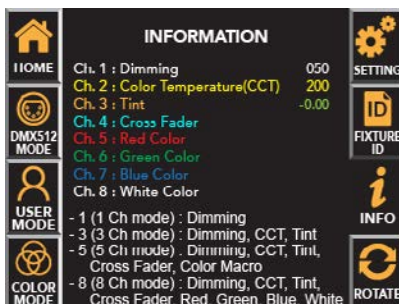 INFORMATION
HOME
Ch. 1 : Dimming 050
Ch. 2 : Color Temperature(CCT) 200
Ch. 3 : Tint -0.00
Ch. 4 : Cross Fader
Ch. 5 : Red Color
Ch. 6 : Green Color
Ch. 7 : Blue Color
Ch. 8 : White Color
- 1 (1 Ch mode) : Dimming
- 3 (3 Ch mode) : Dimming, CCT, Tint
- 5 (5 Ch mode) : Dimming, CCT, Tint,
Cross Fader, Color Macro
- 8 (8 Ch mode) : Dimming, CCT, Tint,
Cross Fader, Red, Green, Blue, White
DMX512
MODE
USER
MODE
COLOR
MODE
SETTING
ID
FIXTURE
ID
i
INFO
ROTATE